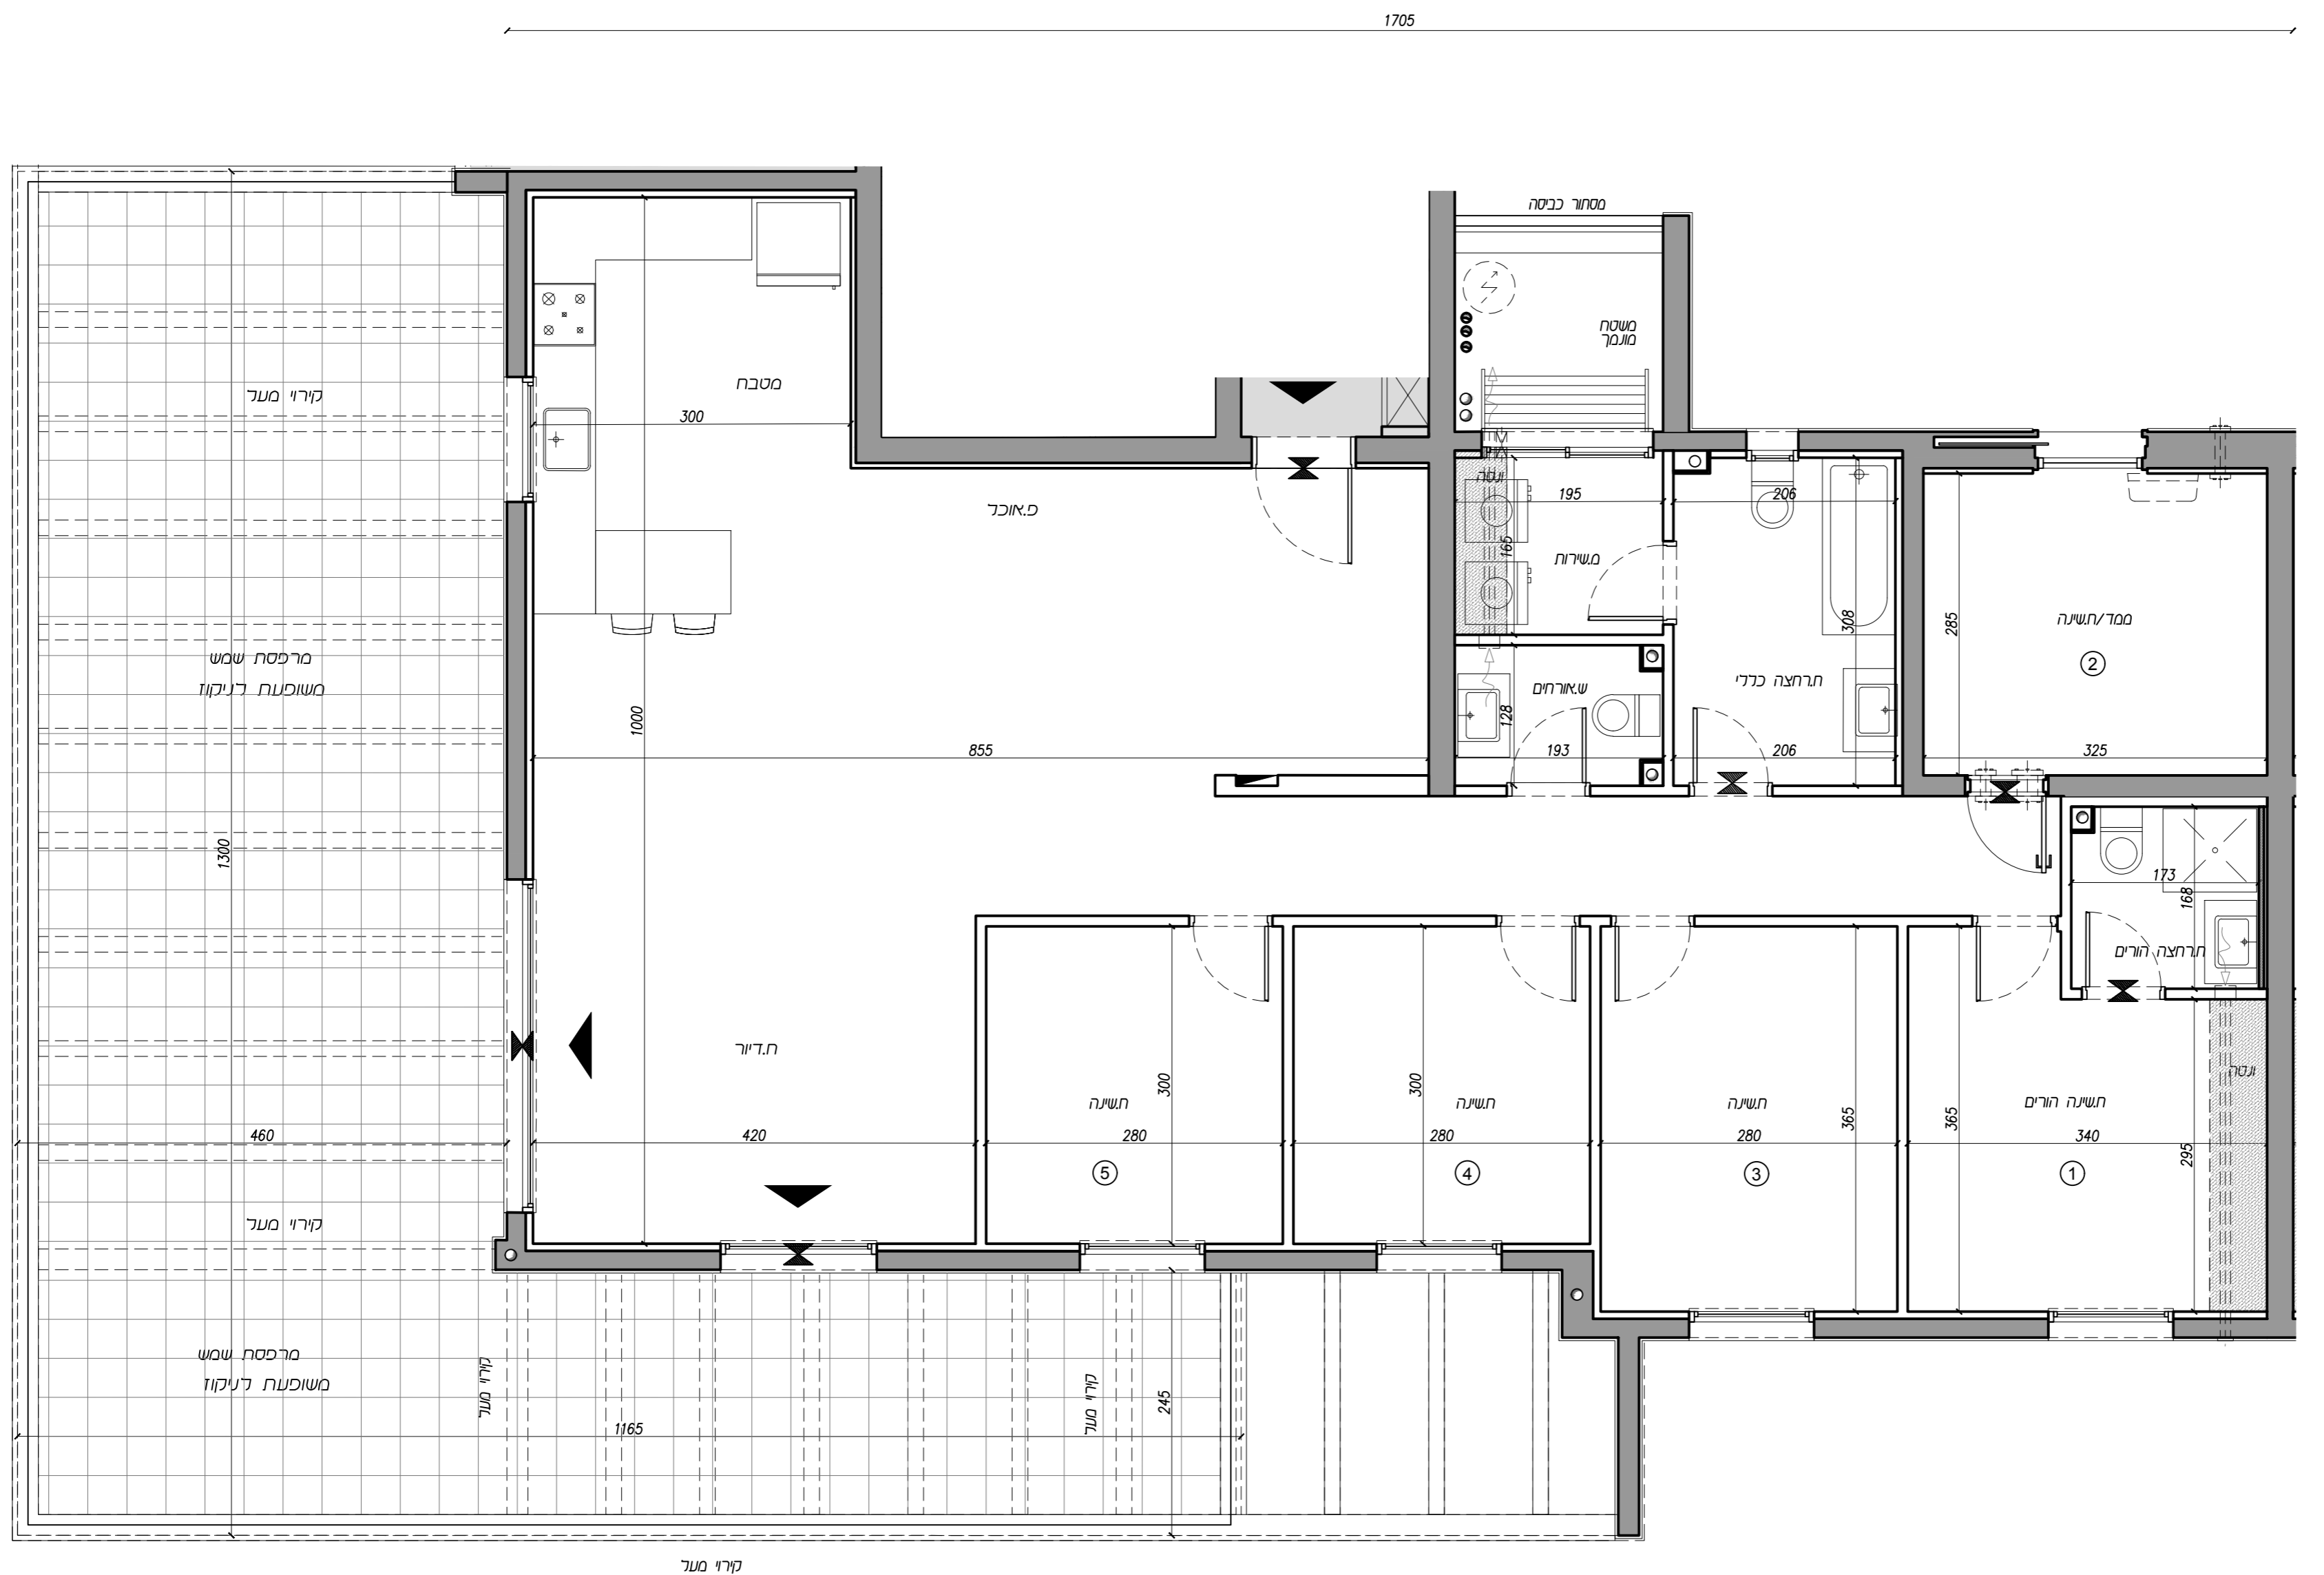 1705
מסתור כביסה
משטח
מונמך
קירוי מעל
מטבח
300
פ.אוכל
ונטה
195
206
165
מ.שירות
308
285
ממד/ח.שינה
2
מרפסת שמש
משופעת לניקוז
ש.אורחים
ח.רחצה כללי
128
1000
855
193
206
325
1300
173
168
ח.רחצה הורים
ח.דיור
ונטה
300
ח.שינה
300
ח.שינה
ח.שינה
365
365
ח.שינה הורים
295
460
420
280
280
280
340
5
4
3
1
קירוי מעל
מרפסת שמש
משופעת לניקוז
קירוי מעל
קירוי מעל
245
1165
קירוי מעל